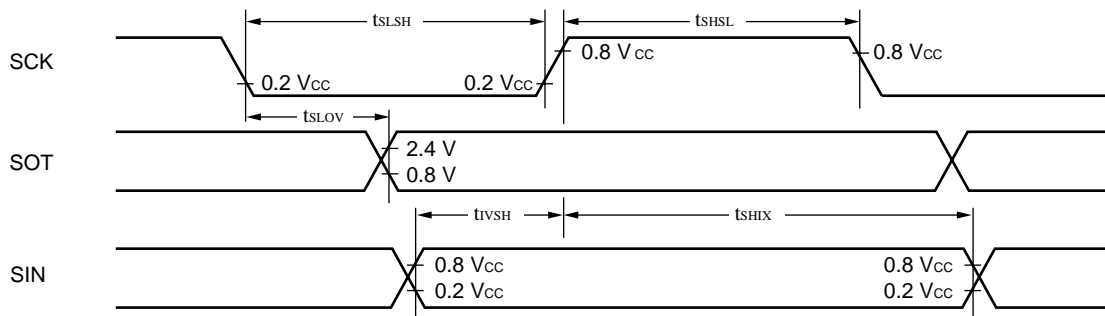 tSLSH tSHSL
SCK 0.2 VCC 0.2 VCC 0.8 VCC 0.8 VCC
tSLOV
SOT 2.4 V
0.8 V
tIVSH tSHIX
SIN 0.8 VCC 0.8 VCC
0.2 VCC 0.2 VCC